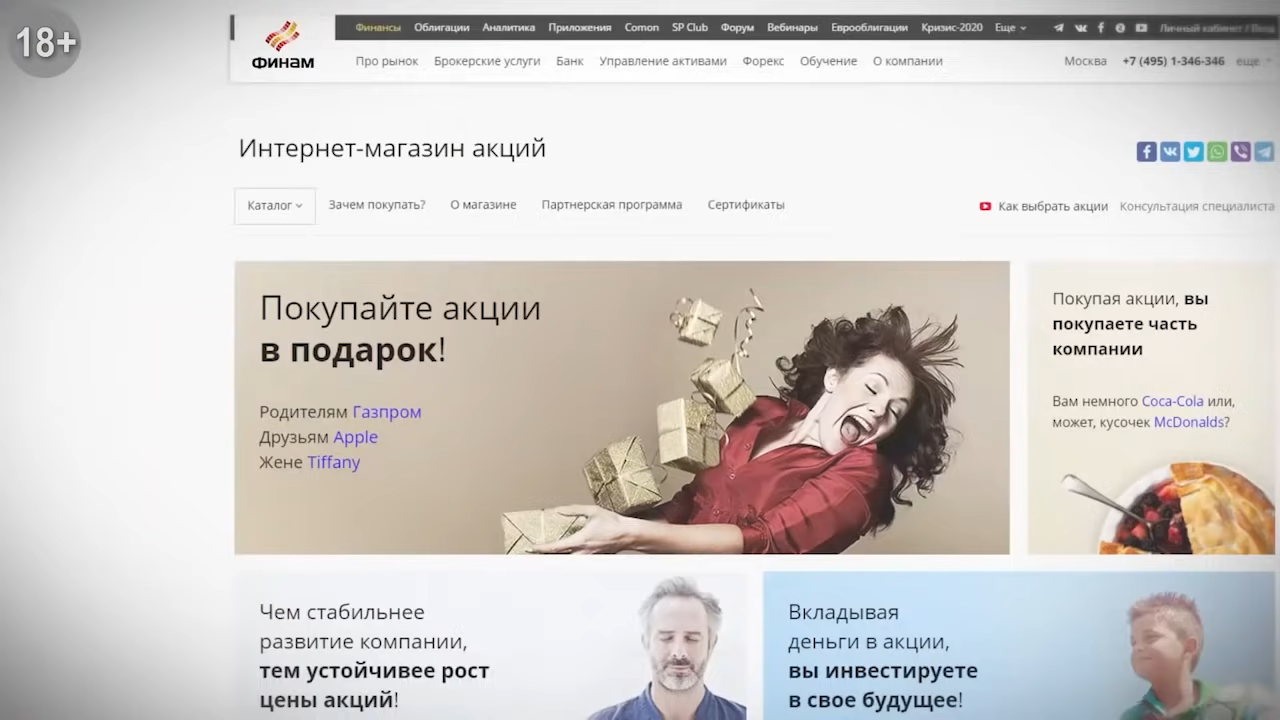 18+
Финансы Облигации Аналитика Приложения Comon SP Club Форум Вебинары Еврооблигации Кризис-2020 Еще
Личный кабинет / Вход
ФИНАМ
Про рынок Брокерские услуги Банк Управление активами Форекс Обучение О компании
Москва +7 (495) 1-346-346 еще
Интернет-магазин акций
Каталог Зачем покупать? О магазине Партнерская программа Сертификаты
Как выбрать акции Консультация специалиста
Покупайте акции
в подарок!
Родителям Газпром
Друзьям Apple
Жене Tiffany
Покупая акции, вы
покупаете часть
компании
Вам немного Coca-Cola или,
может, кусочек McDonalds?
Чем стабильнее
развитие компании,
тем устойчивее рост
цены акций!
Вкладывая
деньги в акции,
вы инвестируете
в свое будущее!